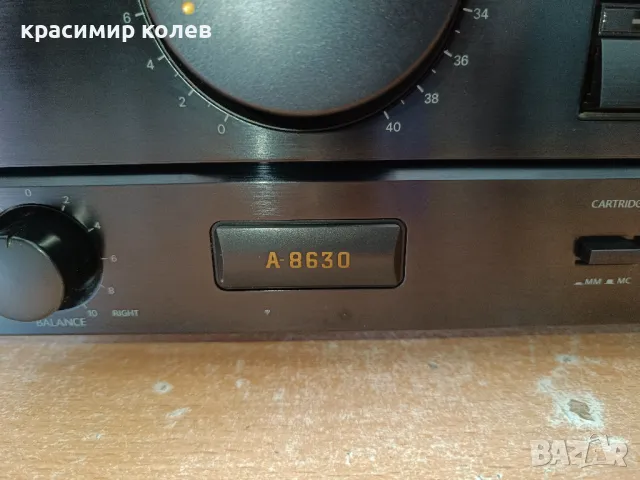 красимир колев
6
4
2
0
34
36
38
40
0
2
4
6
8
10
BALANCE
RIGHT
A-8630
CARTRIDG
MM
MC
BAZAR